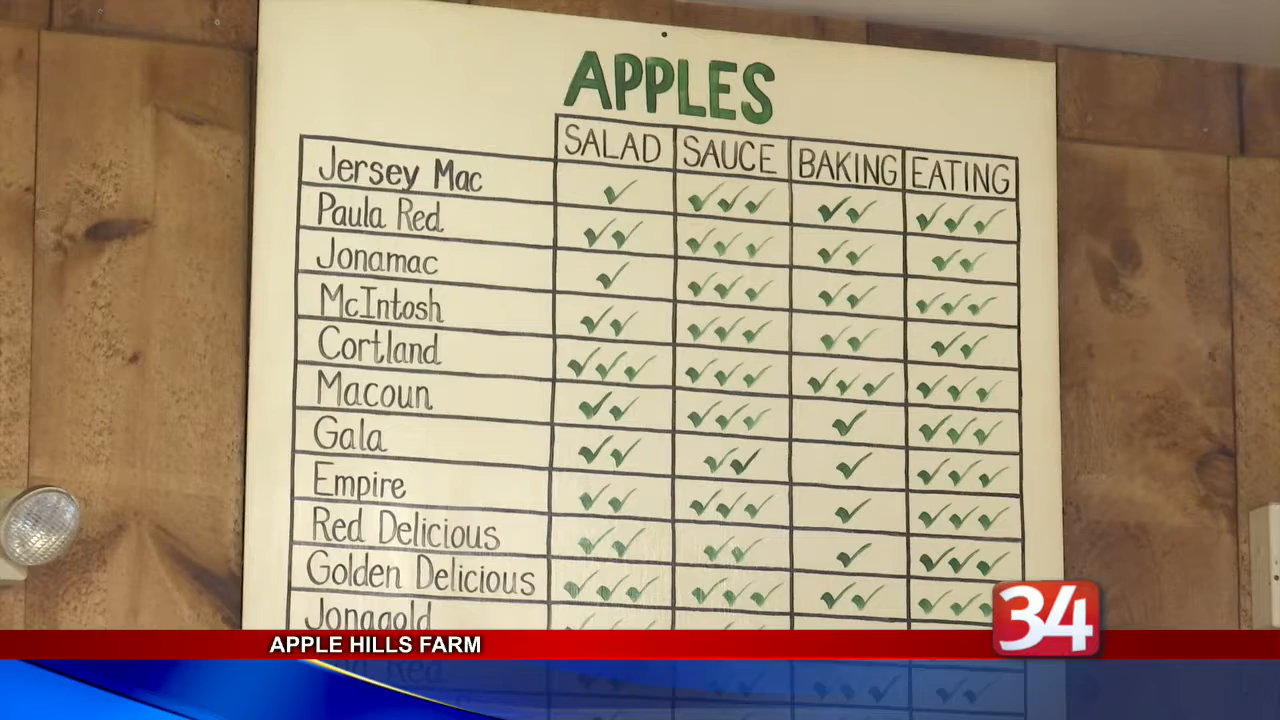 APPLES
SALAD SAUCE BAKING EATING
Jersey Mac ✓ ✓✓✓ ✓✓ ✓✓✓
Paula Red ✓✓ ✓✓✓ ✓✓ ✓✓
Jonamac ✓ ✓✓✓ ✓✓ ✓✓✓
McIntosh ✓✓ ✓✓✓ ✓✓ ✓✓
Cortland ✓✓✓ ✓✓✓ ✓✓✓ ✓✓✓
Macoun ✓✓ ✓✓✓ ✓ ✓✓✓
Gala ✓✓ ✓✓ ✓ ✓✓✓
Empire ✓✓ ✓✓✓ ✓ ✓✓✓
Red Delicious ✓✓ ✓✓ ✓ ✓✓✓
Golden Delicious ✓✓✓ ✓✓✓ ✓✓ ✓✓✓
Jonagold
34
APPLE HILLS FARM
Red